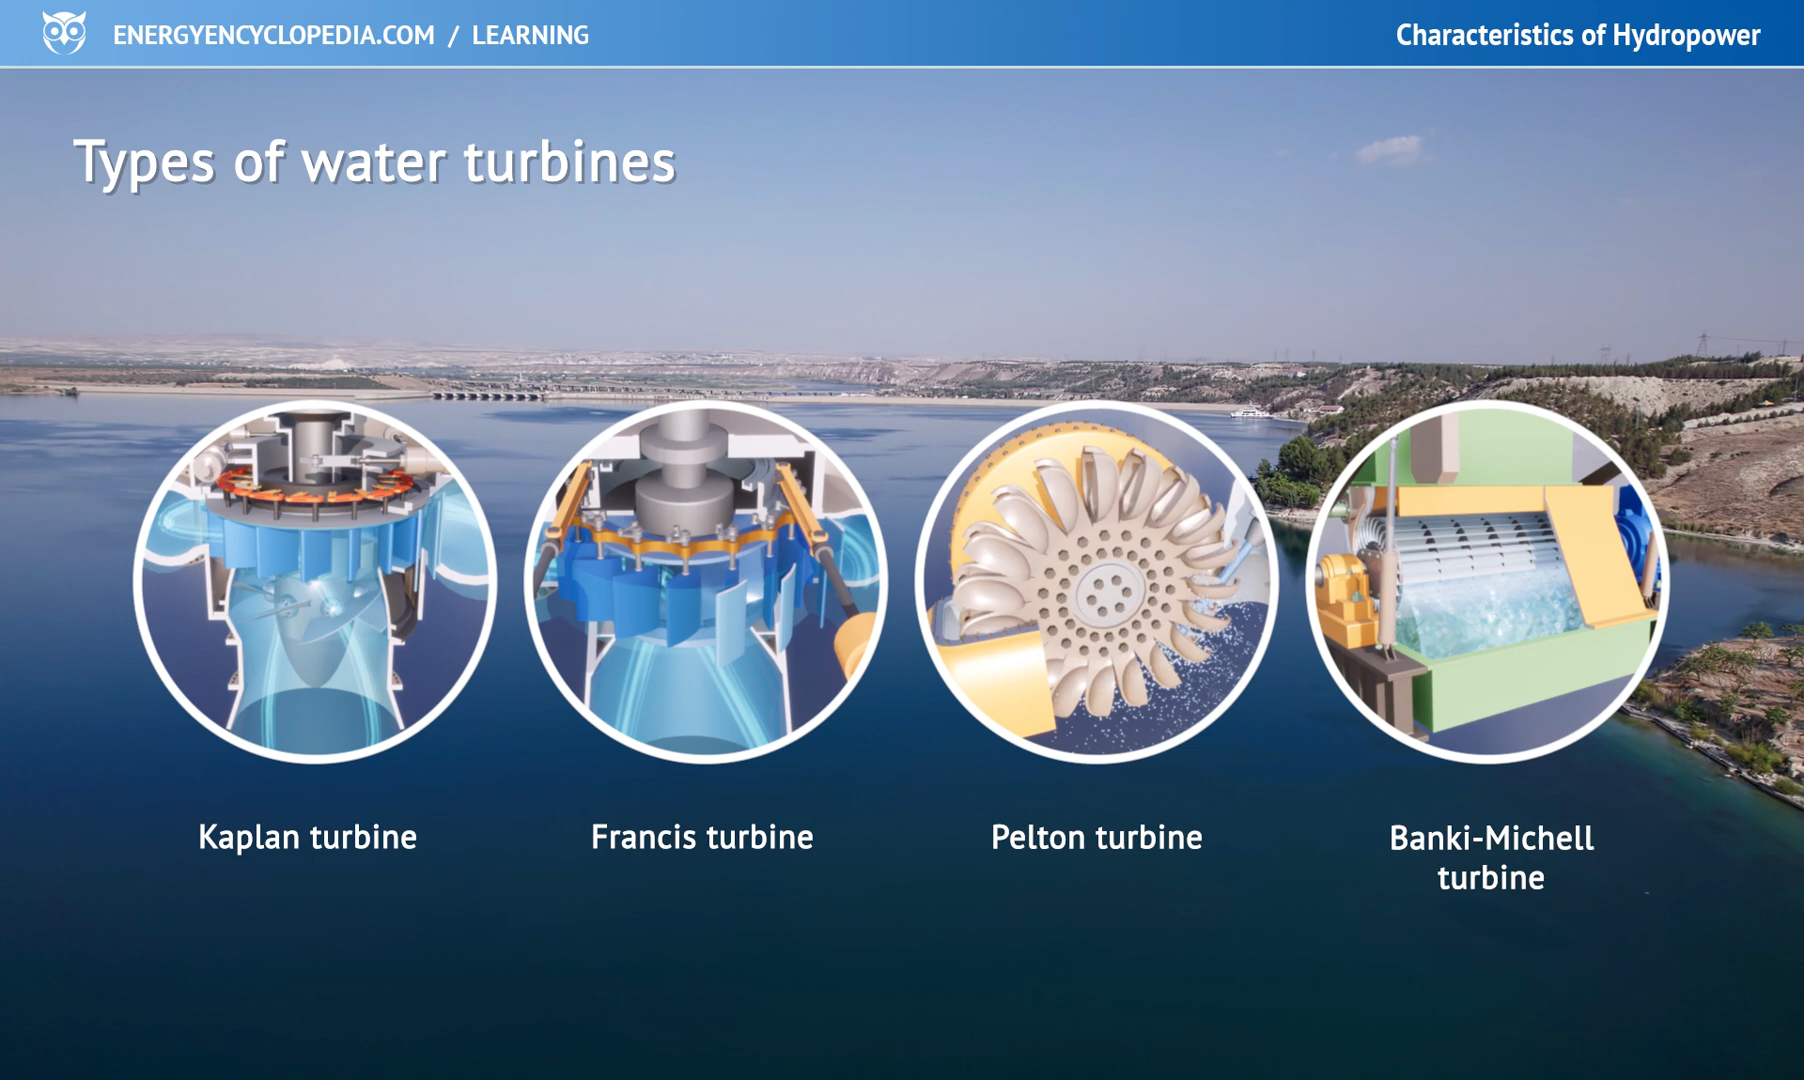 ENERGYENCYCLOPEDIA.COM / LEARNING
Characteristics of Hydropower
Types of water turbines
Kaplan turbine
Francis turbine
Pelton turbine
Banki-Michell
turbine